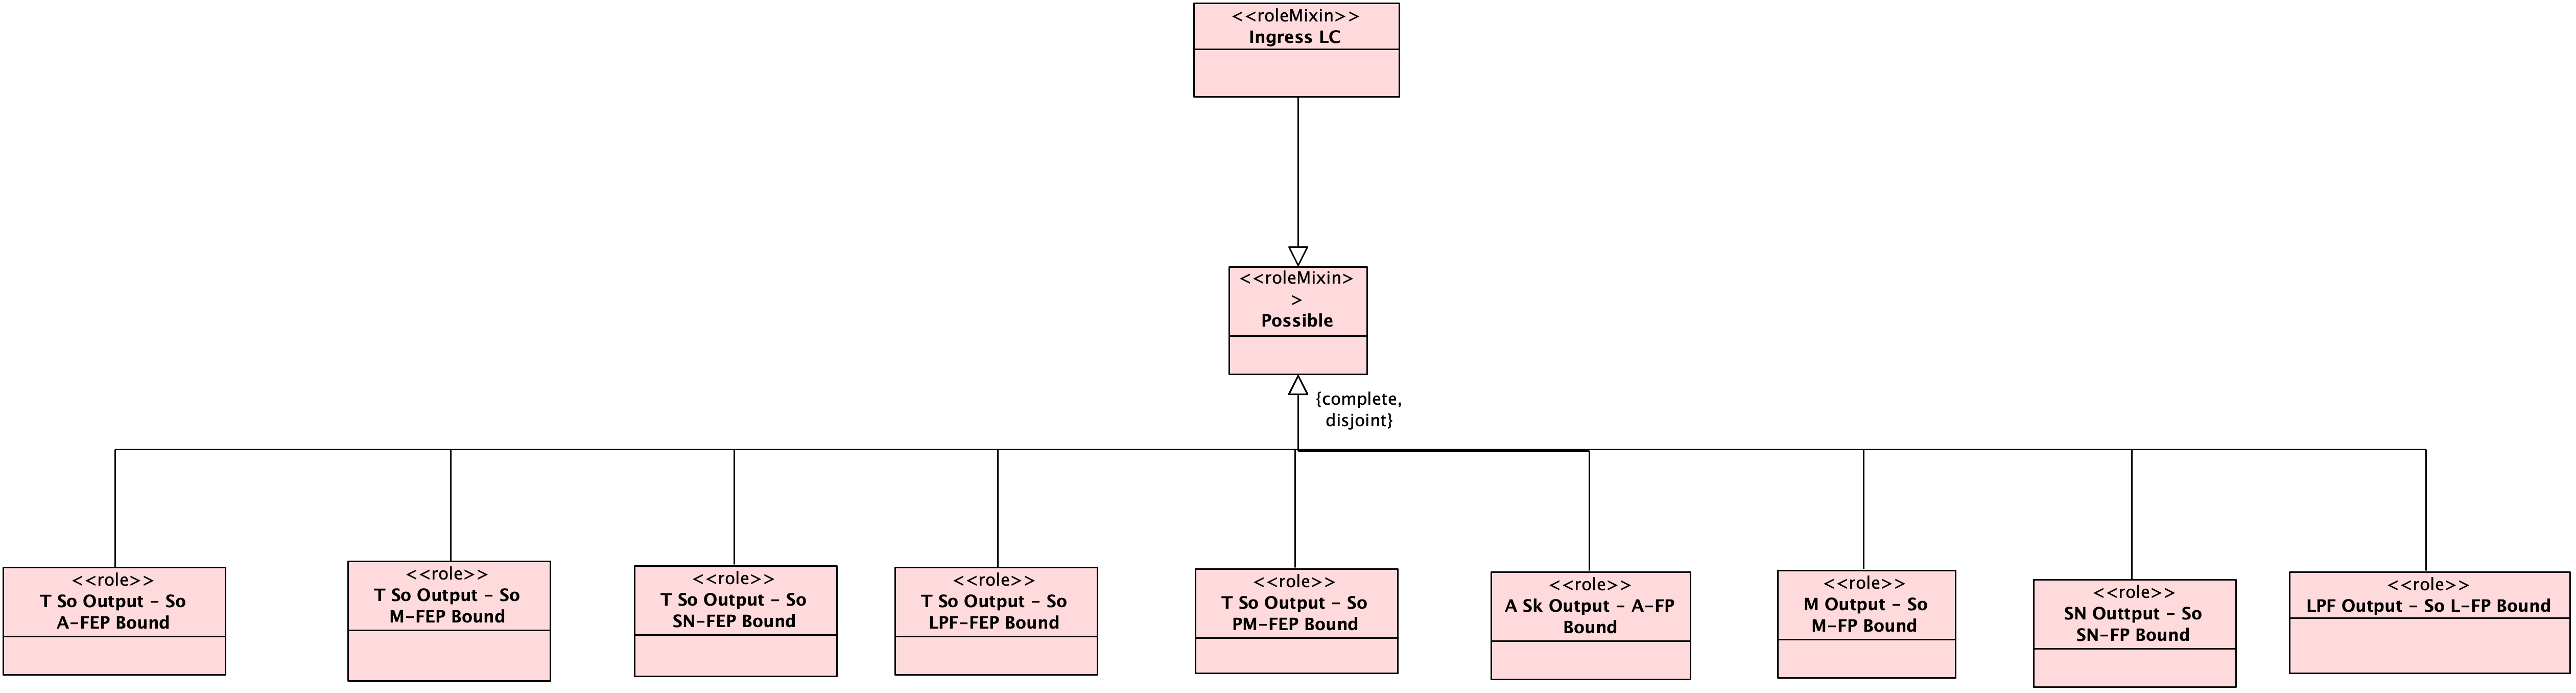 <<roleMixin>>
Ingress LC
<<roleMixin>
>
Possible
{complete,
disjoint}
<<role>>
T So Output - So
A-FEP Bound
<<role>>
T So Output - So
M-FEP Bound
<<role>>
T So Output - So
SN-FEP Bound
<<role>>
T So Output - So
LPF-FEP Bound
<<role>>
T So Output - So
PM-FEP Bound
<<role>>
A Sk Output - A-FP
Bound
<<role>>
M Output - So
M-FP Bound
<<role>>
SN Outtput - So
SN-FP Bound
<<role>>
LPF Output - So L-FP Bound